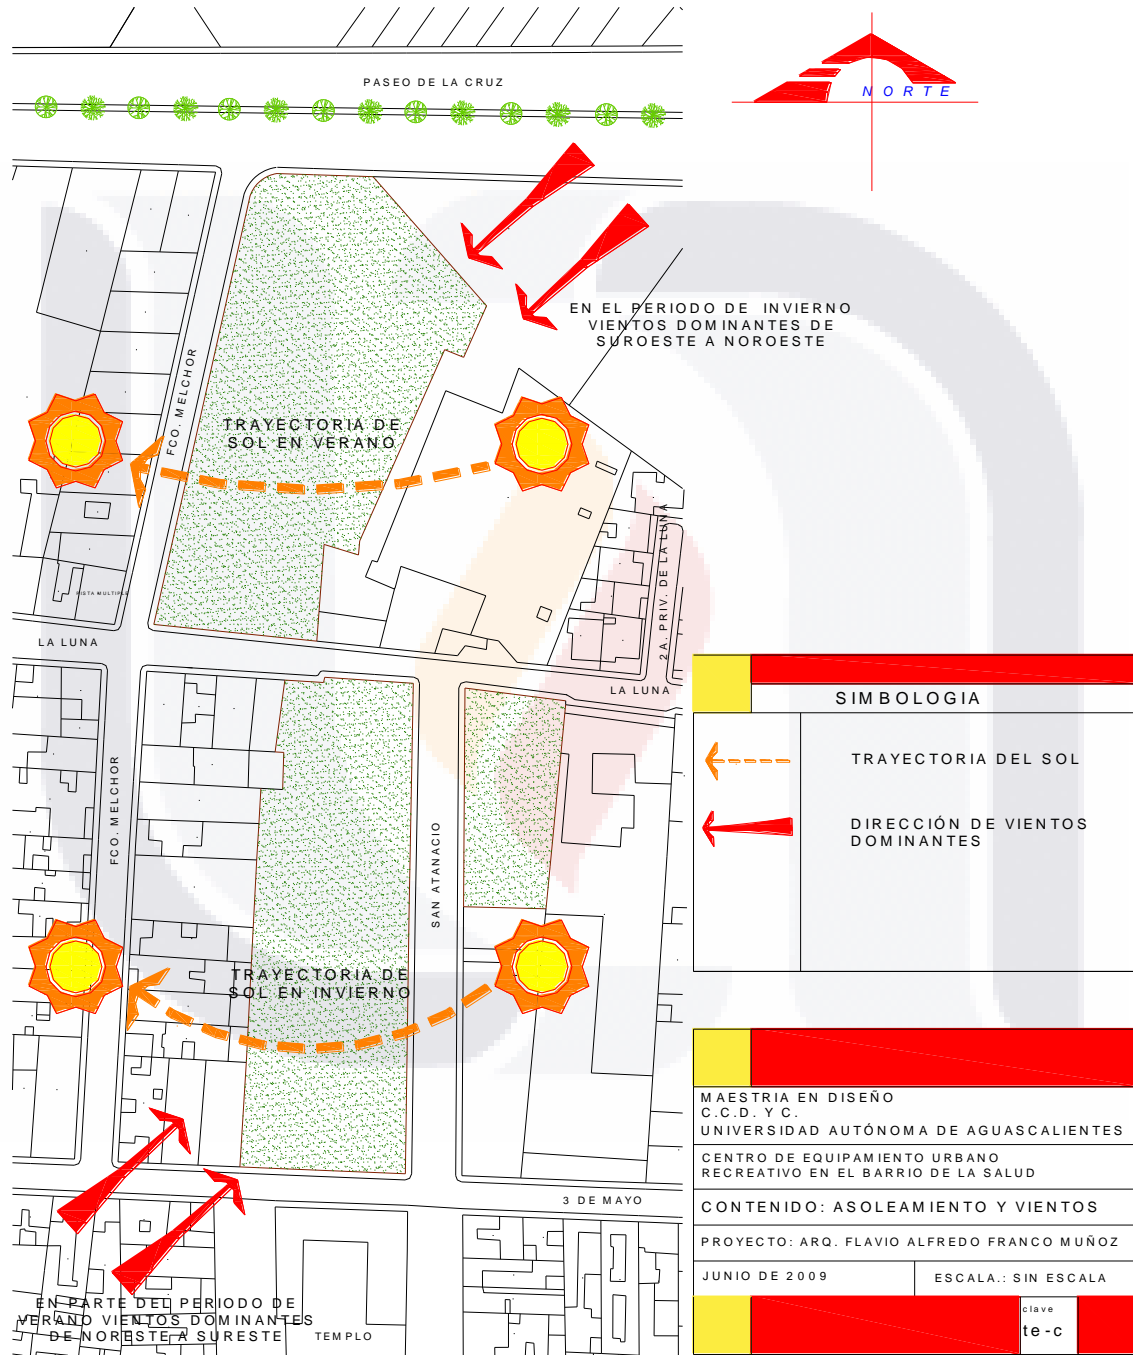 PASEO DE LA CRUZ
NORTE
EN EL PERIODO DE INVIERNO
VIENTOS DOMINANTES DE
SUROESTE A NOROESTE
FCO. MELCHOR
TRAYECTORIA DE
SOL EN VERANO
2 A. PRIV. DE LA LUNA
PISTA MULTIPLE
LA LUNA
LA LUNA
SIMBOLOGIA
TRAYECTORIA DEL SOL
DIRECCIÓN DE VIENTOS
DOMINANTES
FCO. MELCHOR
SAN ATANACIO
TRAYECTORIA DE
SOL EN INVIERNO
MAESTRIA EN DISEÑO
C.C.D. Y C.
UNIVERSIDAD AUTÓNOMA DE AGUASCALIENTES
CENTRO DE EQUIPAMIENTO URBANO
RECREATIVO EN EL BARRIO DE LA SALUD
CONTENIDO: ASOLEAMIENTO Y VIENTOS
PROYECTO: ARQ. FLAVIO ALFREDO FRANCO MUÑOZ
JUNIO DE 2009
ESCALA.: SIN ESCALA
clave
te-c
3 DE MAYO
EN PARTE DEL PERIODO DE
VERANO VIENTOS DOMINANTES
DE NORESTE A SURESTE
TEMPLO